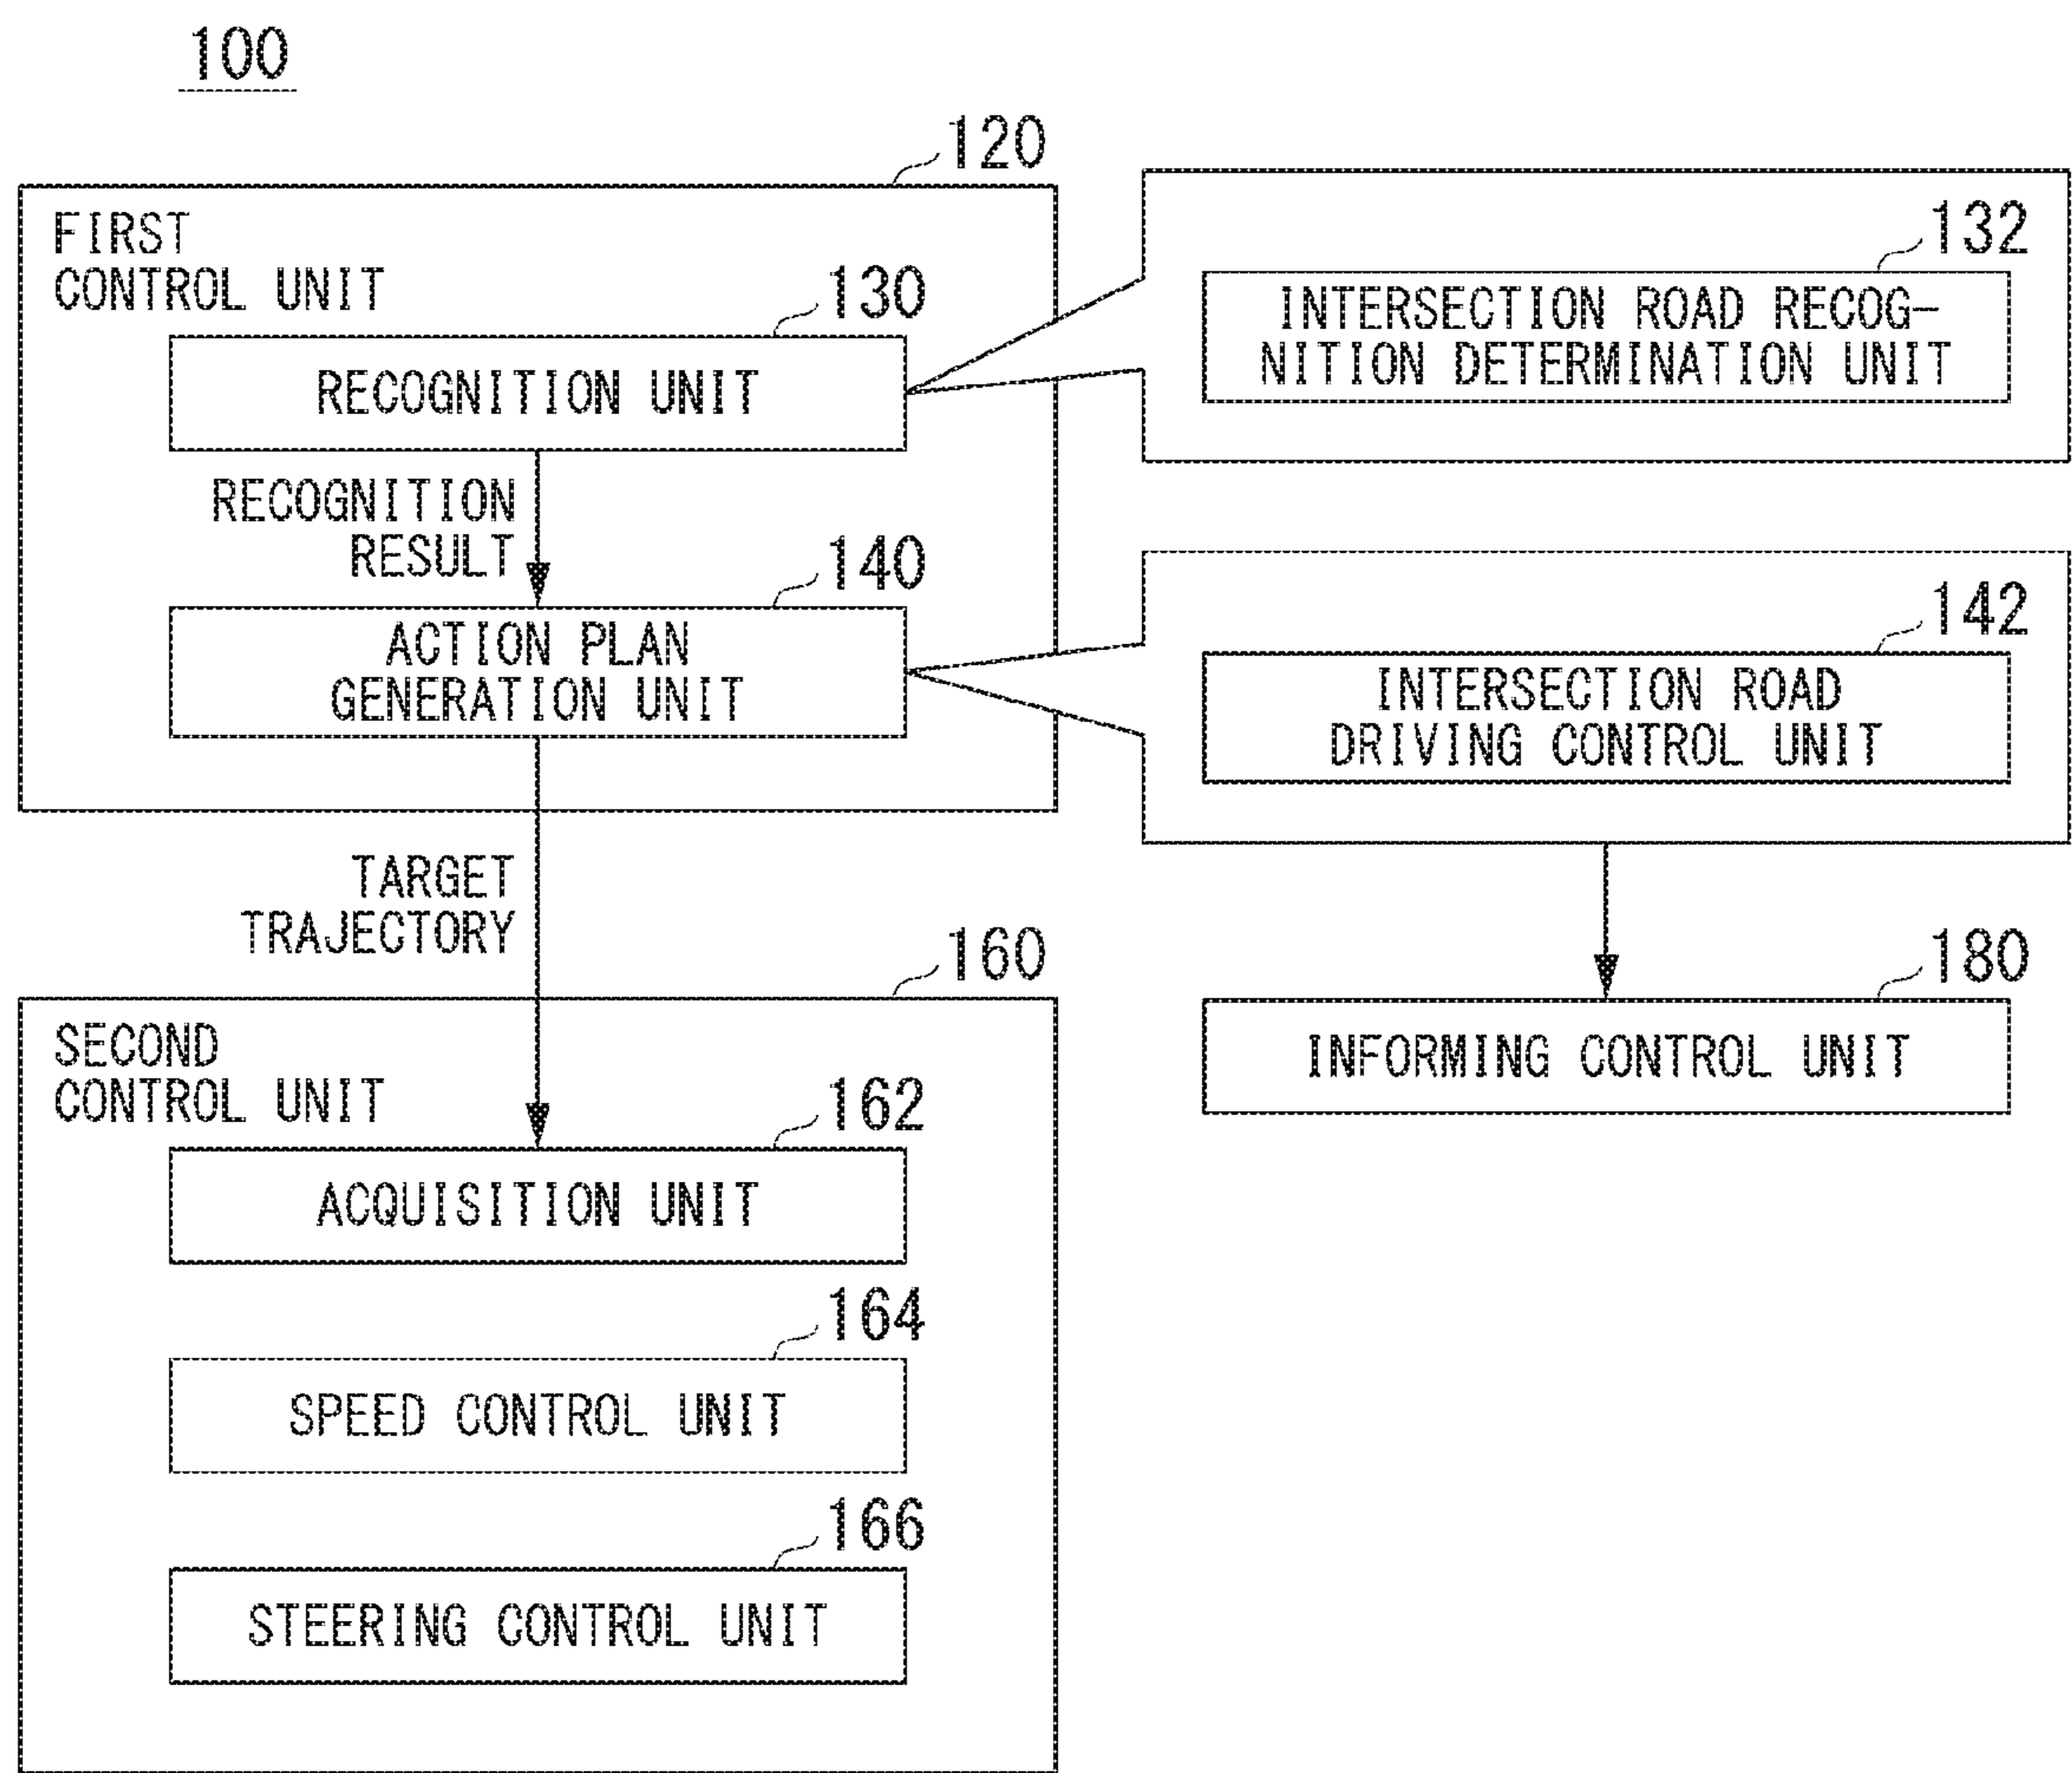 100
120
FIRST
CONTROL UNIT
130
RECOGNITION UNIT
RECOGNITION
RESULT
140
ACTION PLAN
GENERATION UNIT
132
INTERSECTION ROAD RECOG-
NITION DETERMINATION UNIT
142
INTERSECTION ROAD
DRIVING CONTROL UNIT
TARGET
TRAJECTORY
160
SECOND
CONTROL UNIT
162
ACQUISITION UNIT
164
SPEED CONTROL UNIT
166
STEERING CONTROL UNIT
180
INFORMING CONTROL UNIT